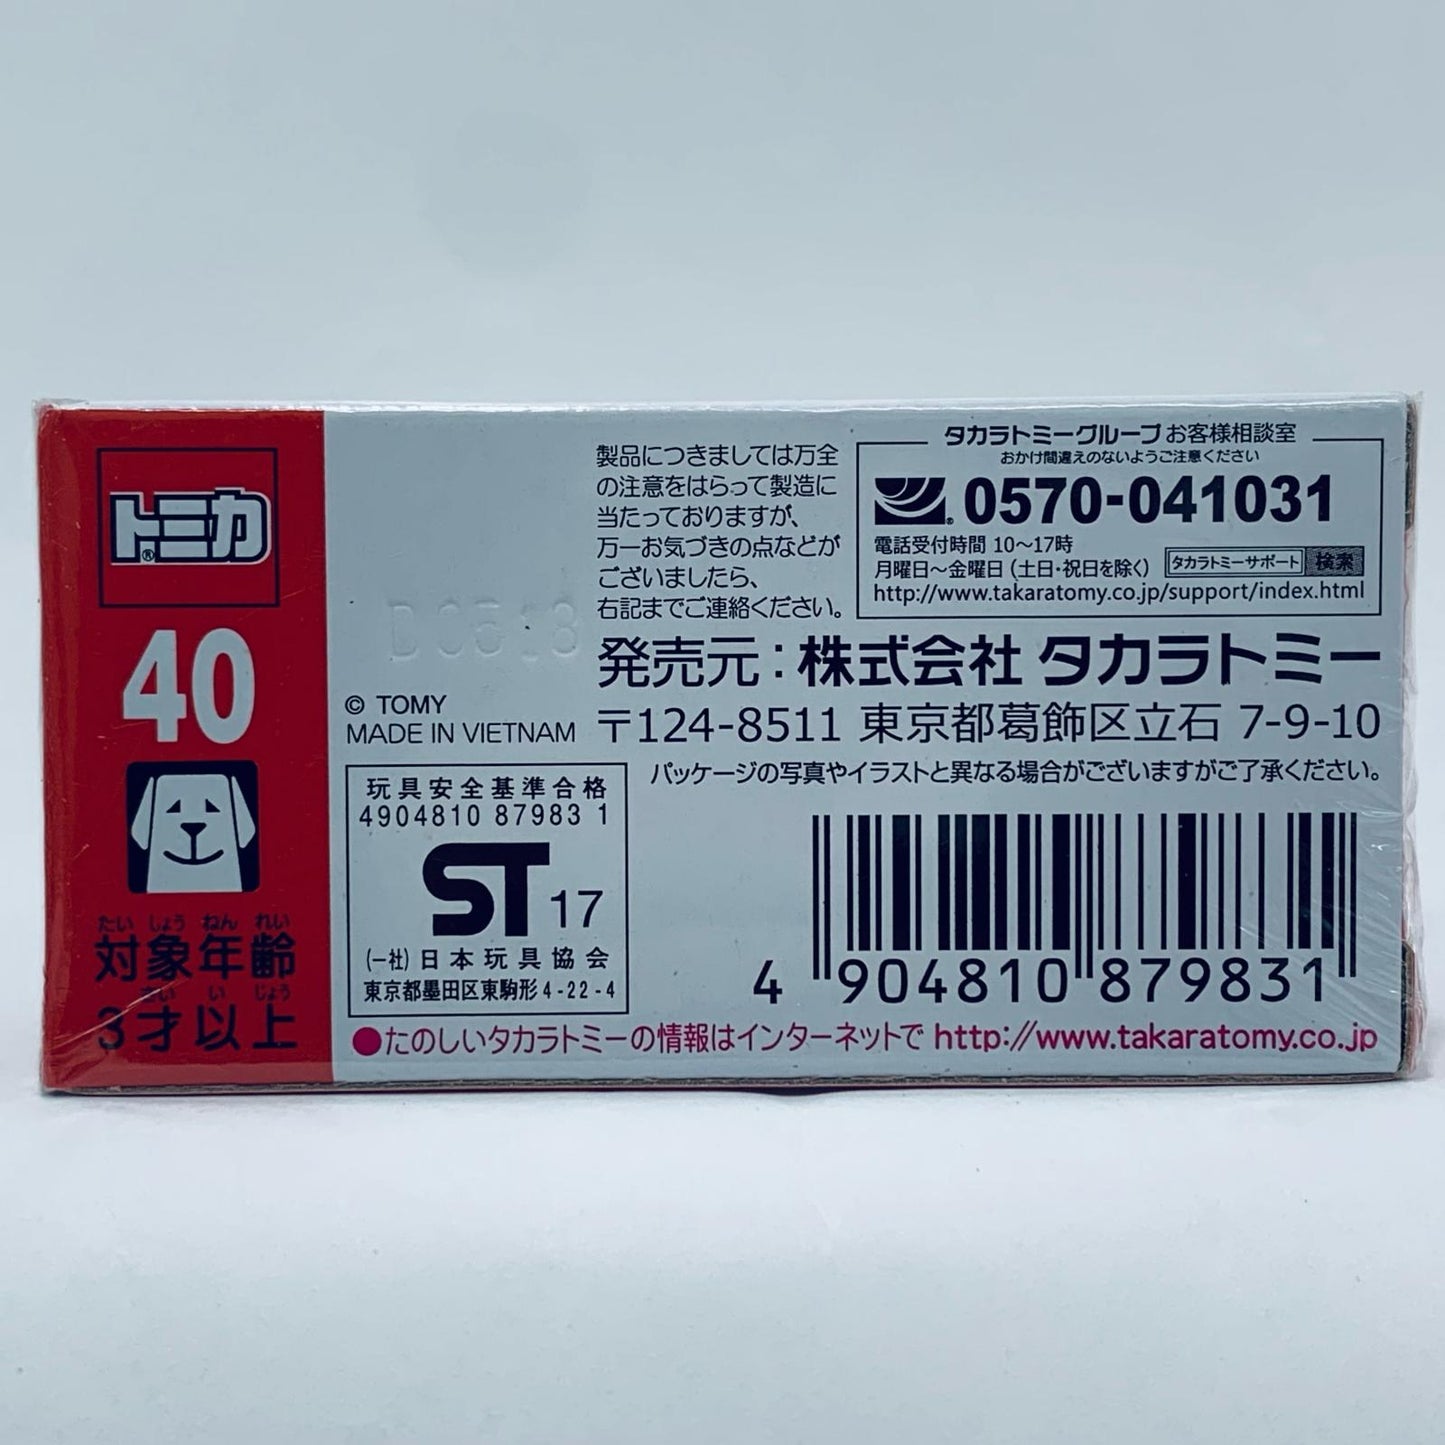 トミカ®
40
たい しょう ねん れい
対象年齢
さい い じょう
3才以上
© TOMY
MADE IN VIETNAM
玩具安全基準合格
4904810 87983 1
ST 17
(一社)日本玩具協会
東京都墨田区東駒形4-22-4
製品につきましては万全
の注意をはらって製造に
当たっておりますが、
万一お気づきの点などが
ございましたら、
右記までご連絡ください。
タカラトミーグループ お客様相談室
おかけ間違えのないようご注意ください
0570-041031
電話受付時間 10～17時
月曜日～金曜日(土日・祝日を除く)
タカラトミーサポート 検索
http://www.takaratomy.co.jp/support/index.html
発売元：株式会社 タカラトミー
〒124-8511 東京都葛飾区立石 7-9-10
パッケージの写真やイラストと異なる場合がございますがご了承ください。
4 904810 879831
●たのしいタカラトミーの情報はインターネットで http://www.takaratomy.co.jp